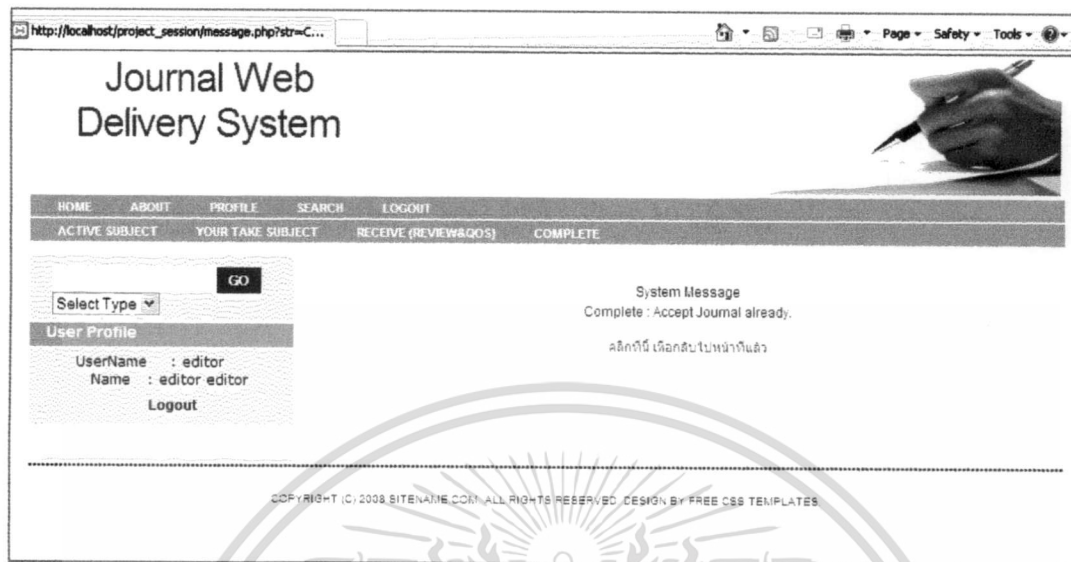 http://localhost/project_session/message.php?str=C...
Page Safety Tools
Journal Web
Delivery System
HOME ABOUT PROFILE SEARCH LOGOUT
ACTIVE SUBJECT YOUR TAKE SUBJECT RECEIVE (REVIEW&QOS) COMPLETE
GO
Select Type
User Profile
UserName : editor
Name : editor editor
Logout
System Message
Complete : Accept Journal already.
คลิกที่นี่ เพื่อกลับไปหน้าที่แล้ว
COPYRIGHT (C) 2008 SITENAME.COM. ALL RIGHTS RESERVED. DESIGN BY FREE CSS TEMPLATES